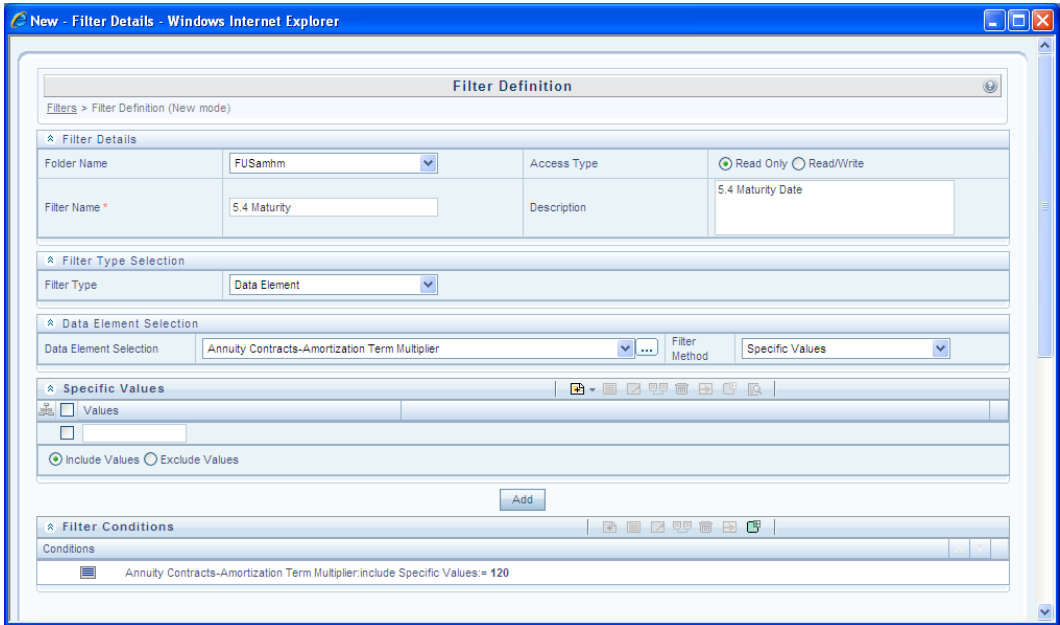 New - Filter Details - Windows Internet Explorer
Filter Definition
Filters > Filter Definition (New mode)
Filter Details
Folder Name FUSamhm Access Type Read Only Read/Write
Filter Name * 5.4 Maturity Description 5.4 Maturity Date
Filter Type Selection
Filter Type Data Element
Data Element Selection
Data Element Selection Annuity Contracts-Amortization Term Multiplier ... Filter Method Specific Values
Specific Values
Values
Include Values Exclude Values
Add
Filter Conditions
Conditions
Annuity Contracts-Amortization Term Multiplier:include Specific Values:= 120